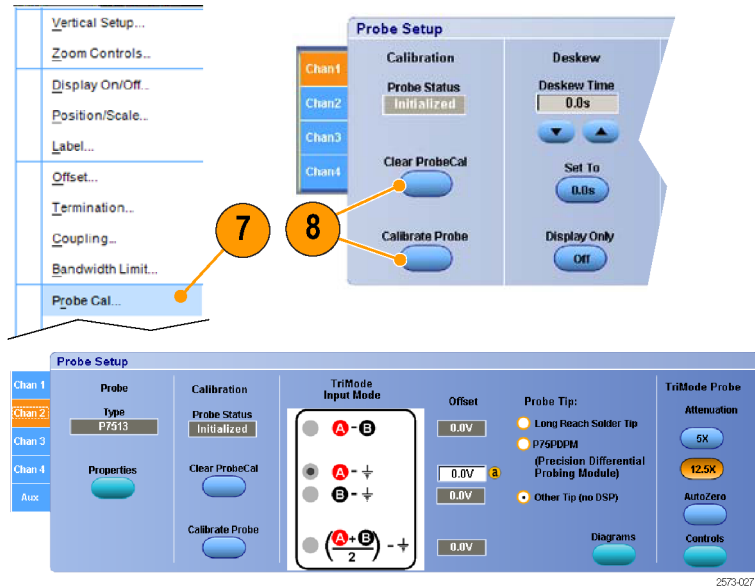 Vertical Setup...
Zoom Controls...
Display On/Off...
Position/Scale...
Label...
Offset...
Termination...
Coupling...
Bandwidth Limit...
Probe Cal...
7
8
Probe Setup
Chan1
Chan2
Chan3
Chan4
Calibration
Probe Status
Initialized
Clear ProbeCal
Calibrate Probe
Deskew
Deskew Time
0.0s
Set To
0.0s
Display Only
Off
Probe Setup
Chan 1
Chan 2
Chan 3
Chan 4
Aux
Probe
Type
P7513
Properties
Calibration
Probe Status
Initialized
Clear ProbeCal
Calibrate Probe
TriMode
Input Mode
A - B
A -
B -
(A+B) -
2
Offset
0.0V
0.0V a
0.0V
0.0V
Probe Tip:
Long Reach Solder Tip
P75PDPM
(Precision Differential
Probing Module)
Other Tip (no DSP)
Diagrams
TriMode Probe
Attenuation
5X
12.5X
AutoZero
Controls
2573-027